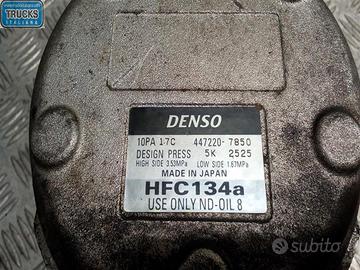 TRUCKS
ITALIANO
DENSO
10PA 17C 447220-7850
DESIGN PRESS 5K 2525
HIGH SIDE 3.53MPa LOW SIDE 1.67MPa
MADE IN JAPAN
HFC134a
USE ONLY ND-OIL 8
subito